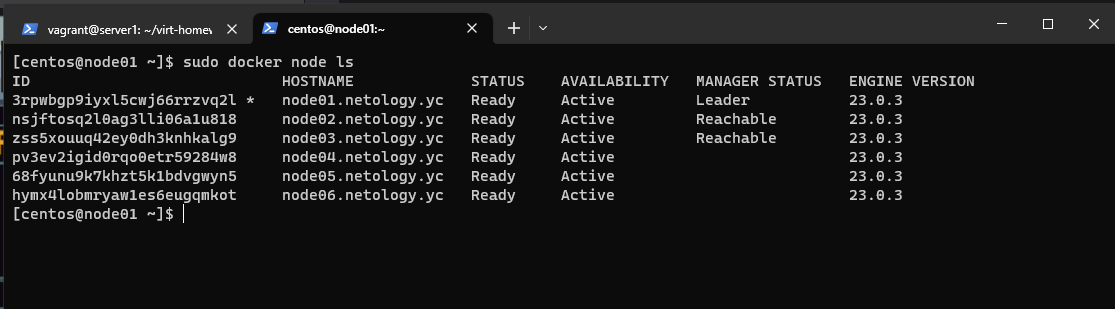 vagrant@server1: ~/virt-homew
centos@node01:~
[centos@node01 ~]$ sudo docker node ls
ID HOSTNAME STATUS AVAILABILITY MANAGER STATUS ENGINE VERSION
3rpwbgp9iyxl5cwj66rrzvq2l * node01.netology.yc Ready Active Leader 23.0.3
nsjftosq2l0ag3lli06a1u818 node02.netology.yc Ready Active Reachable 23.0.3
zss5xouuq42ey0dh3knhkalg9 node03.netology.yc Ready Active Reachable 23.0.3
pv3ev2igid0rqo0etr59284w8 node04.netology.yc Ready Active 23.0.3
68fyunu9k7khzt5k1bdvgwyn5 node05.netology.yc Ready Active 23.0.3
hymx4lobmryaw1es6eugqmkot node06.netology.yc Ready Active 23.0.3
[centos@node01 ~]$